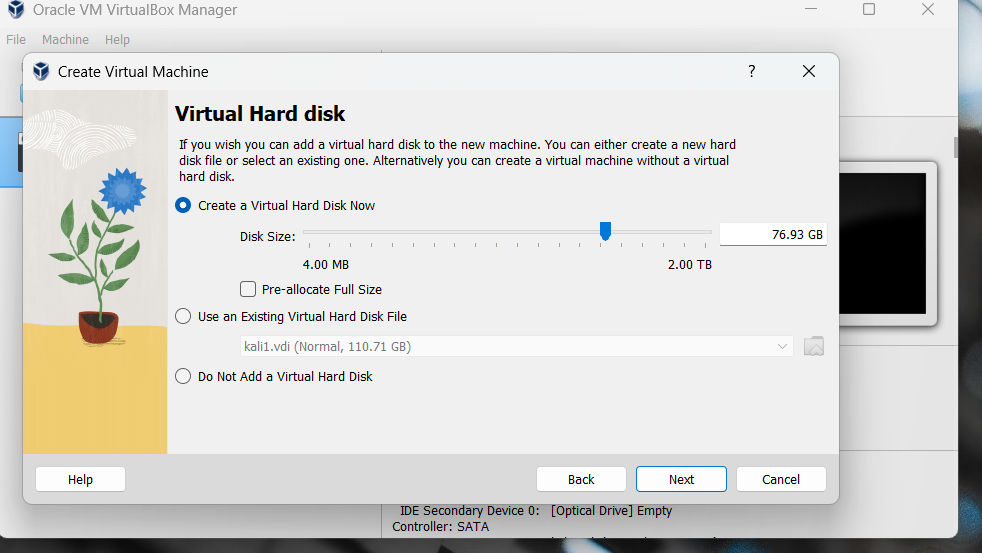 Oracle VM VirtualBox Manager
File Machine Help
Create Virtual Machine
?
Virtual Hard disk
If you wish you can add a virtual hard disk to the new machine. You can either create a new hard
disk file or select an existing one. Alternatively you can create a virtual machine without a virtual
hard disk.
Create a Virtual Hard Disk Now
Disk Size:
76.93 GB
4.00 MB
2.00 TB
Pre-allocate Full Size
Use an Existing Virtual Hard Disk File
kali1.vdi (Normal, 110.71 GB)
Do Not Add a Virtual Hard Disk
Help
Back
Next
Cancel
IDE Secondary Device 0: [Optical Drive] Empty
Controller: SATA